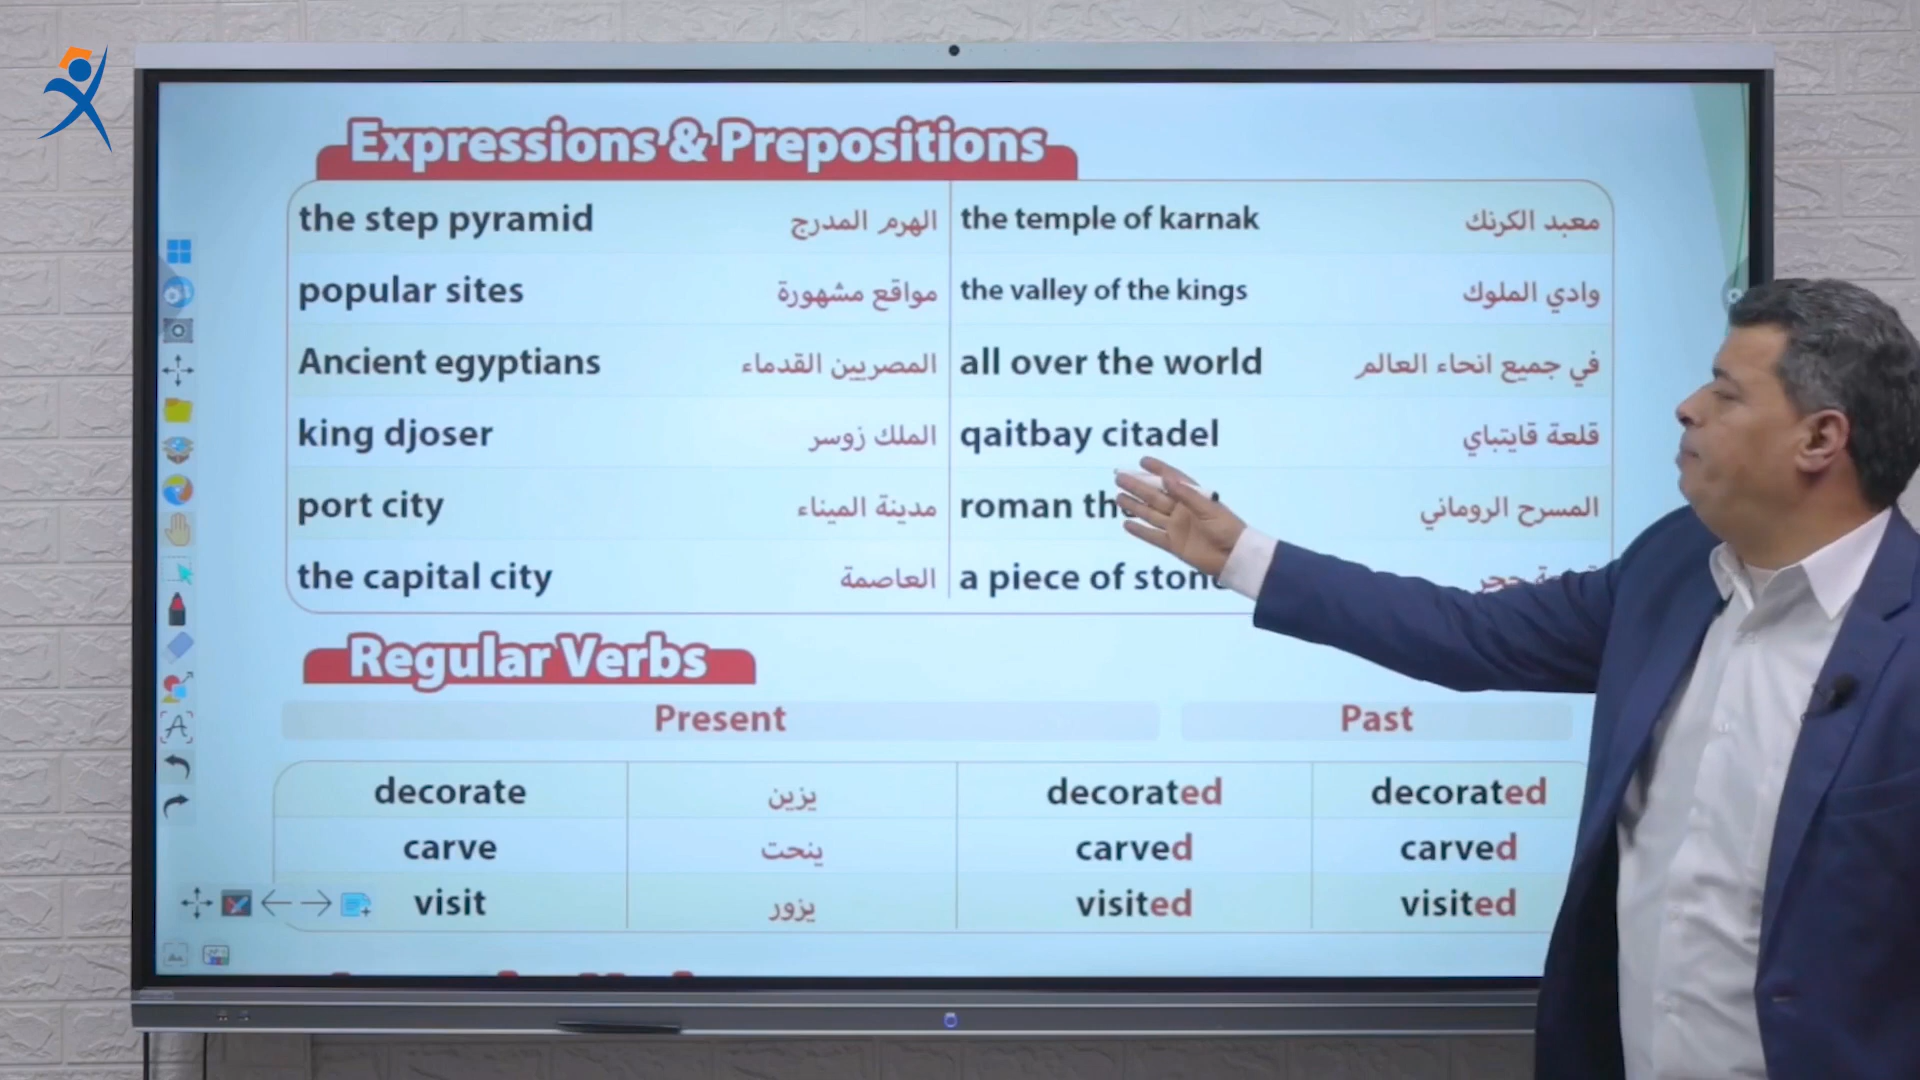 Expressions & Prepositions
the step pyramid الهرم المدرج the temple of karnak معبد الكرنك
popular sites مواقع مشهورة the valley of the kings وادي الملوك
Ancient egyptians المصريين القدماء all over the world في جميع انحاء العالم
king djoser الملك زوسر qaitbay citadel قلعة قايتباي
port city مدينة الميناء roman المسرح الروماني
the capital city العاصمة a piece of حجر
Regular Verbs
Present Past
decorate يزين decorated decorated
carve ينحت carved carved
visit يزور visited visited